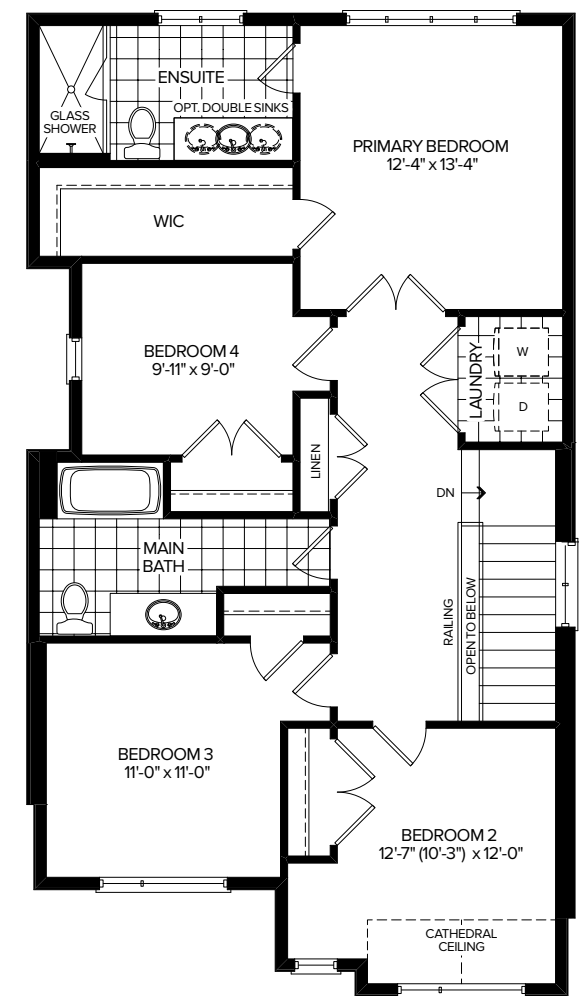 ENSUITE
OPT. DOUBLE SINKS
GLASS
SHOWER
PRIMARY BEDROOM
12'-4" x 13'-4"
WIC
BEDROOM 4
9'-11" x 9'-0"
LAUNDRY
W
D
LINEN
DN
MAIN
BATH
RAILING
OPEN TO BELOW
BEDROOM 3
11'-0" x 11'-0"
BEDROOM 2
12'-7" (10'-3") x 12'-0"
CATHEDRAL
CEILING